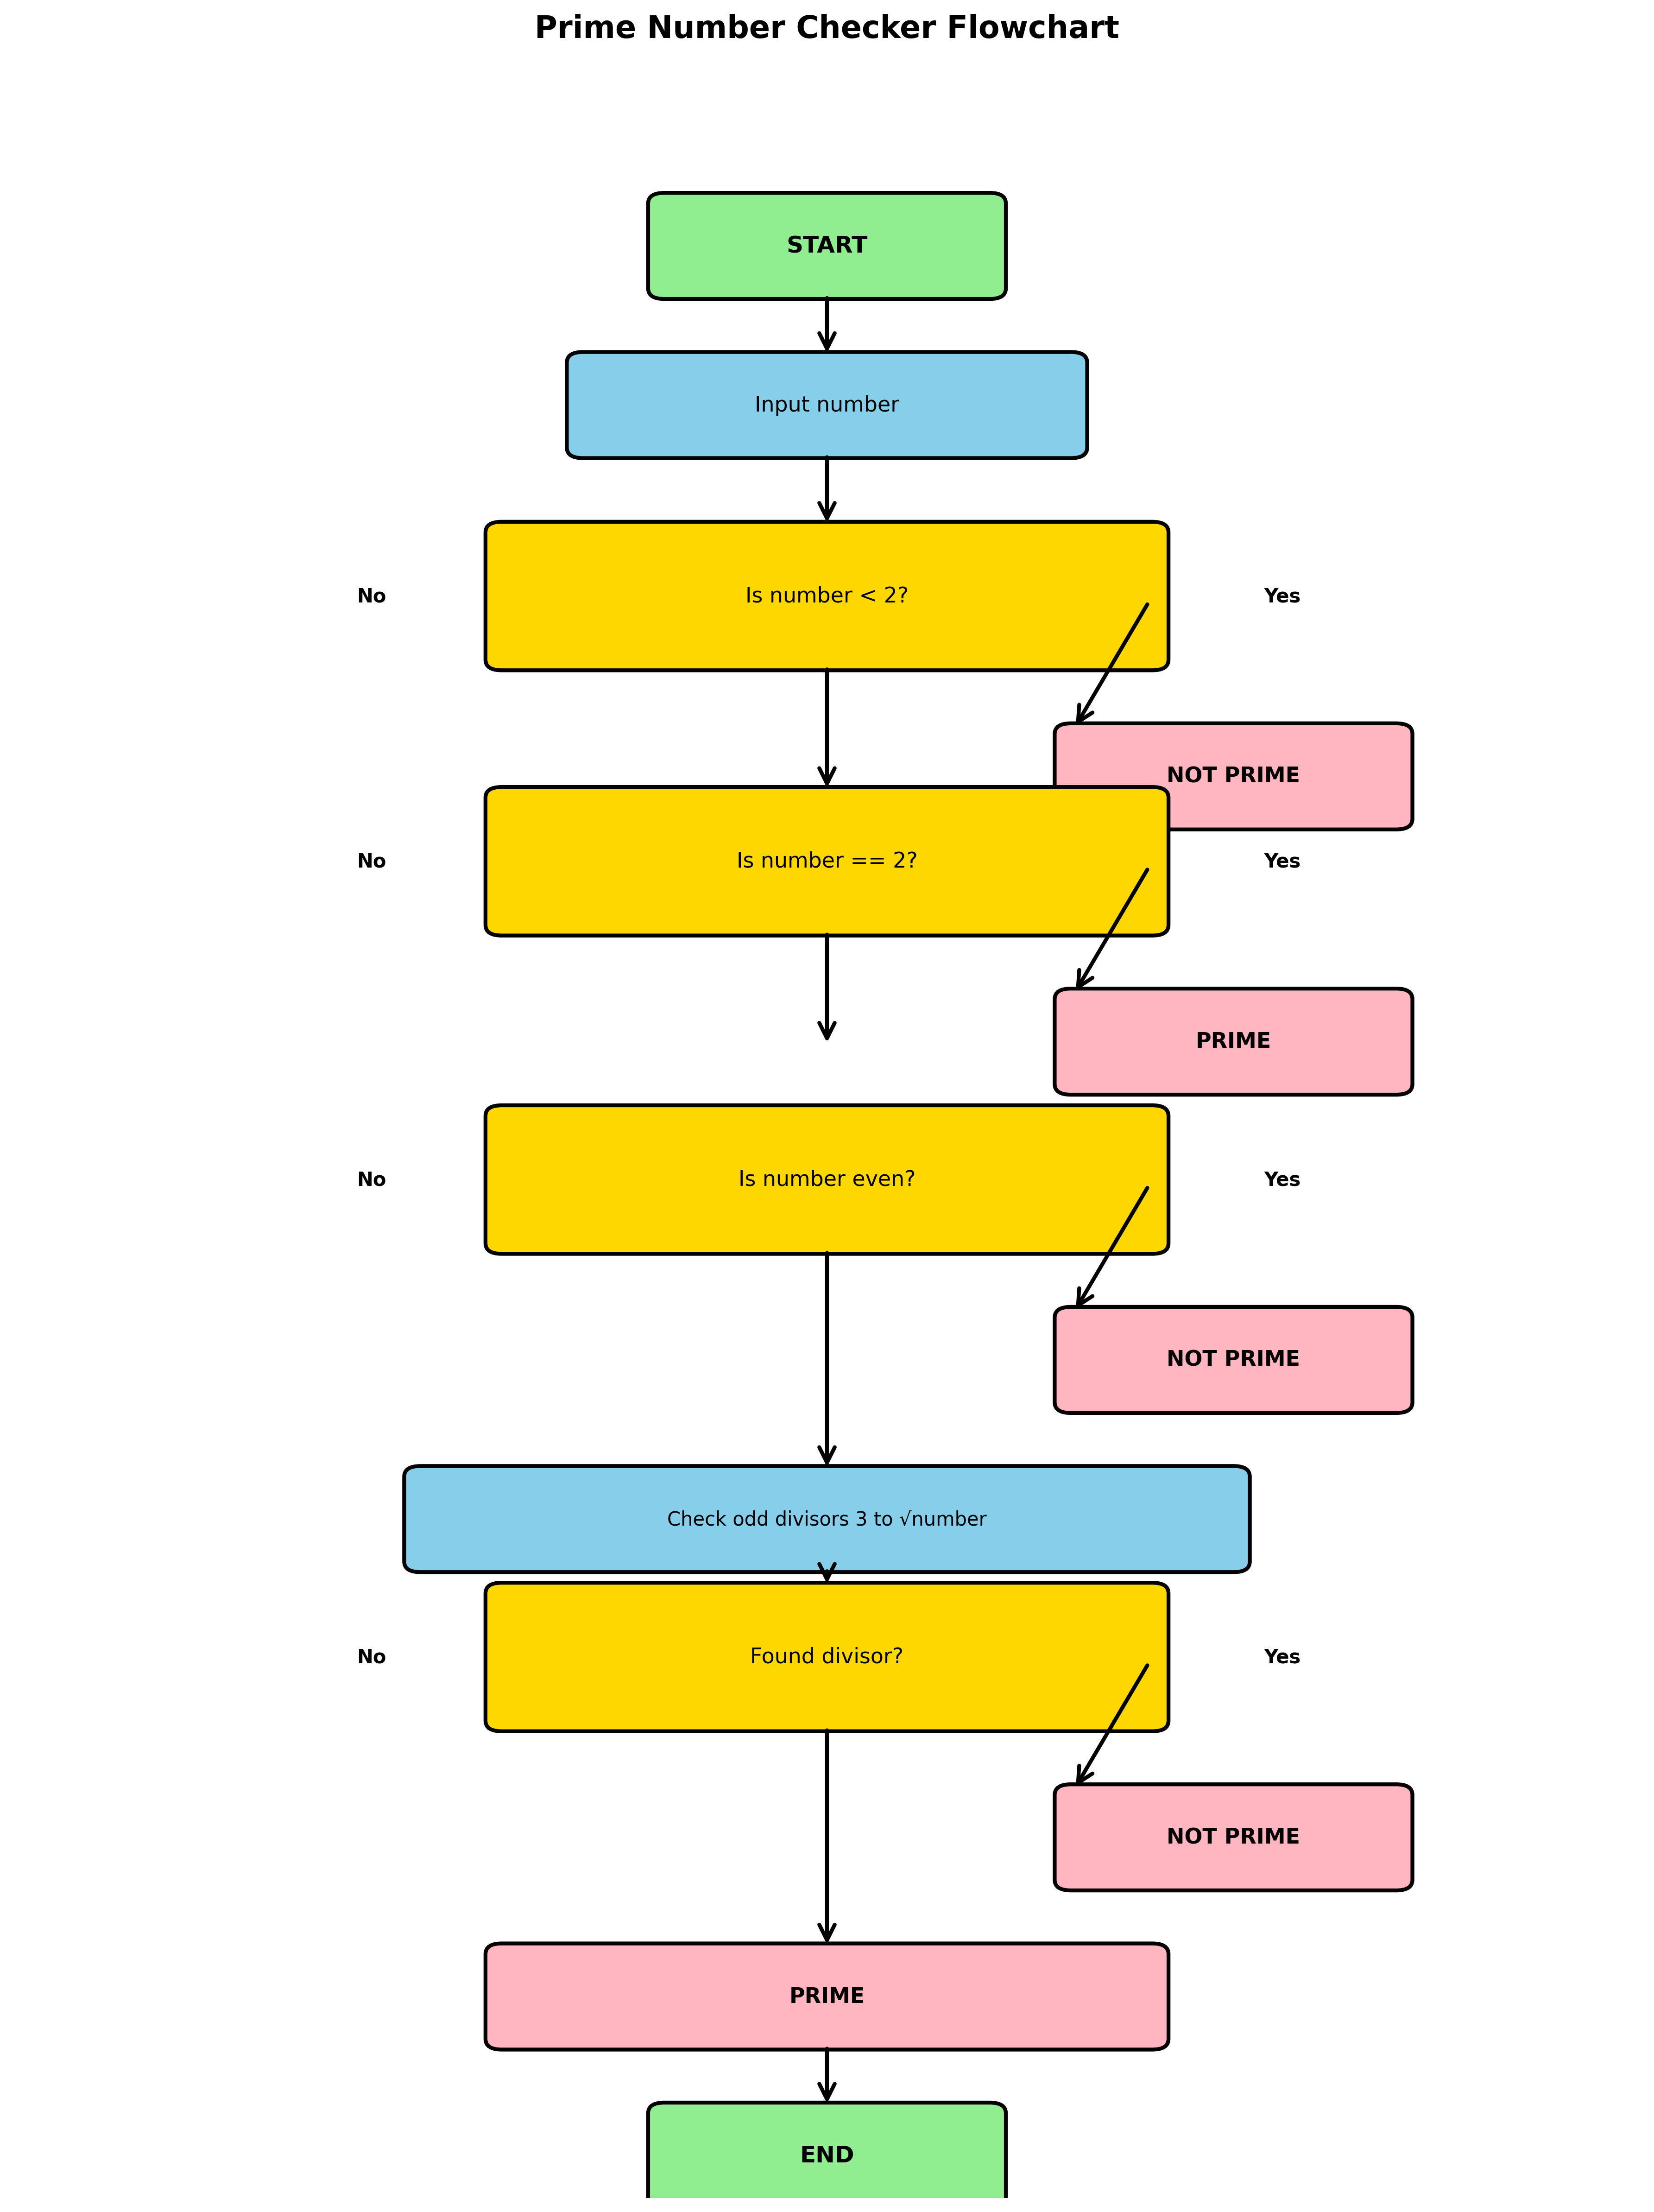 Prime Number Checker Flowchart
START
Input number
No
Is number < 2?
Yes
NOT PRIME
No
Is number == 2?
Yes
PRIME
No
Is number even?
Yes
NOT PRIME
Check odd divisors 3 to √number
No
Found divisor?
Yes
NOT PRIME
PRIME
END